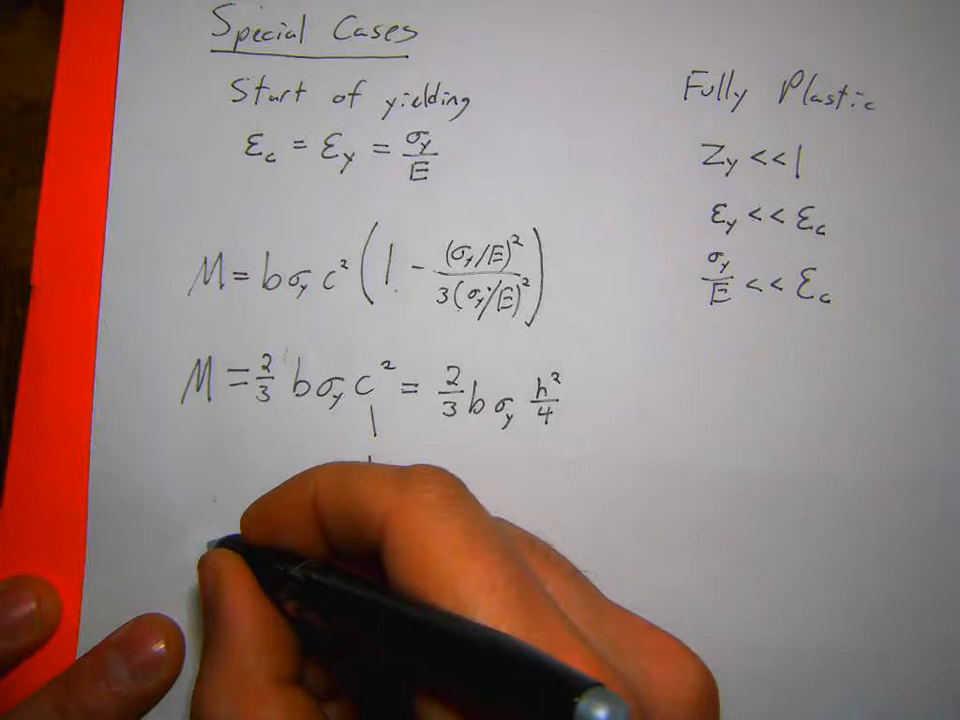 Special Cases
Start of yielding
ε_c = ε_y = σ_y/E
M = bσ_y c² (1 - (σ_y/E)²/3(σ_y/E)²)
M = 2/3 bσ_y c² = 2/3 bσ_y h²/4
Fully Plastic
Z_y << 1
ε_y << ε_c
σ_y/E << ε_c